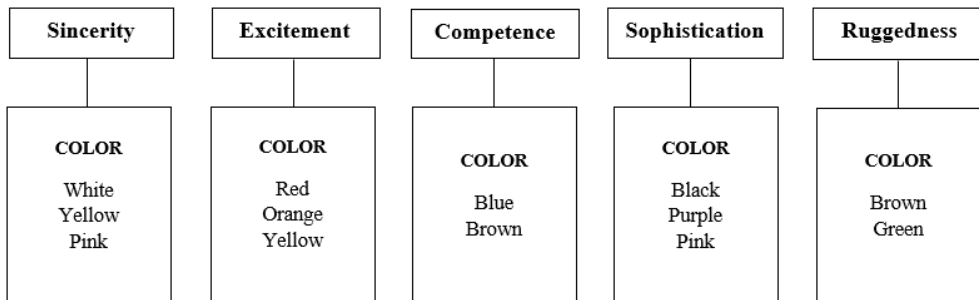 Sincerity
COLOR
White
Yellow
Pink
Excitement
COLOR
Red
Orange
Yellow
Competence
COLOR
Blue
Brown
Sophistication
COLOR
Black
Purple
Pink
Ruggedness
COLOR
Brown
Green